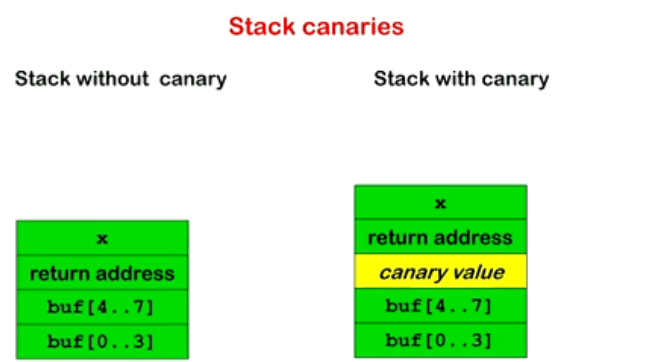 Stack canaries
Stack without canary
x
return address
buf[4..7]
buf[0..3]
Stack with canary
x
return address
canary value
buf[4..7]
buf[0..3]